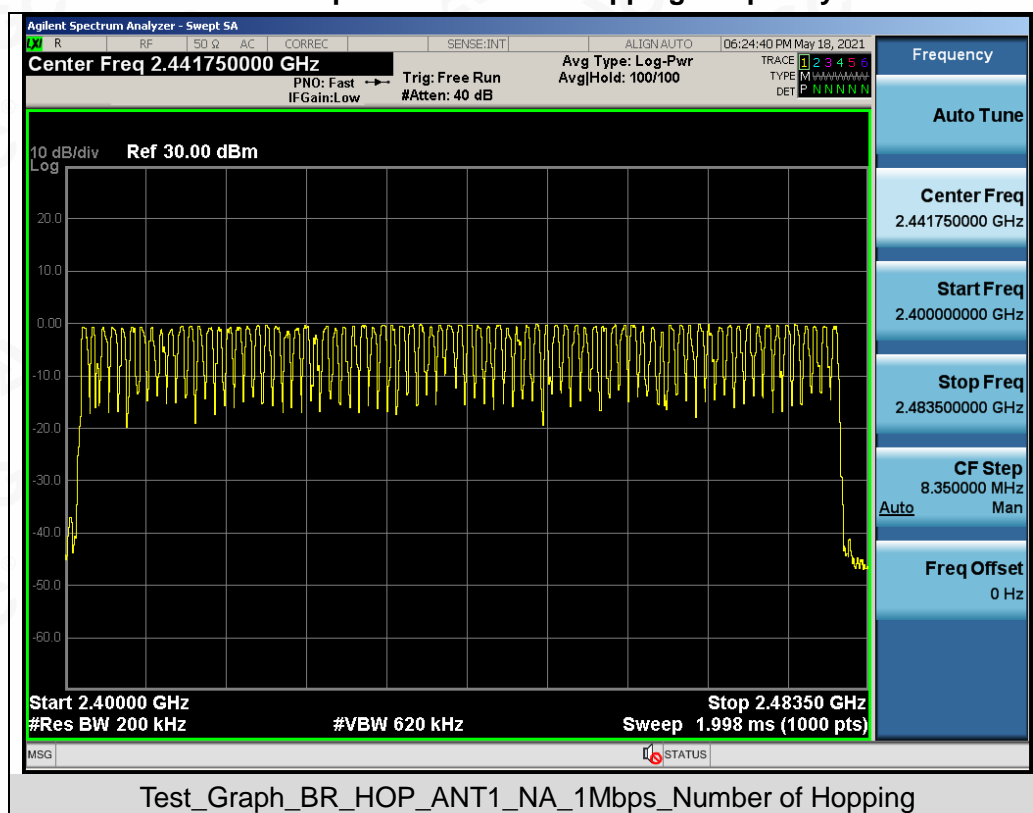 Agilent Spectrum Analyzer - Swept SA
LXI R RF 50 Ω AC CORREC SENSE:INT ALIGN AUTO 06:24:40 PM May 18, 2021
Center Freq 2.441750000 GHz
PNO: Fast
IFGain:Low
Trig: Free Run
#Atten: 40 dB
Avg Type: Log-Pwr
Avg|Hold: 100/100
TRACE 1 2 3 4 5 6
TYPE M WWWWW
DET P N N N N N
10 dB/div Ref 30.00 dBm
Log
20.0
10.0
0.00
-10.0
-20.0
-30.0
-40.0
-50.0
-60.0
Start 2.40000 GHz Stop 2.48350 GHz
#Res BW 200 kHz #VBW 620 kHz Sweep 1.998 ms (1000 pts)
MSG STATUS
Frequency
Auto Tune
Center Freq
2.441750000 GHz
Start Freq
2.400000000 GHz
Stop Freq
2.483500000 GHz
CF Step
8.350000 MHz
Auto Man
Freq Offset
0 Hz
Test_Graph_BR_HOP_ANT1_NA_1Mbps_Number of Hopping